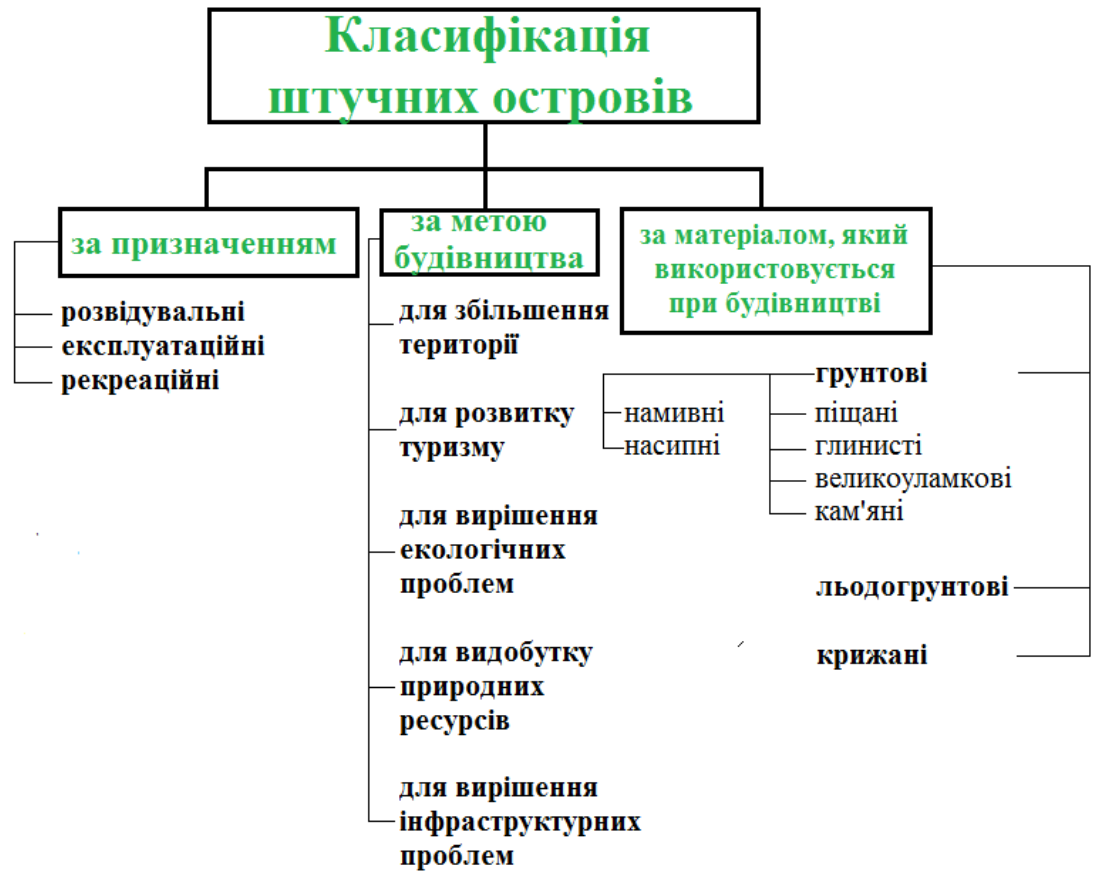 Класифікація
штучних островів
за призначенням
розвідувальні
експлуатаційні
рекреаційні
за метою
будівництва
для збільшення
території
для розвитку
туризму
для вирішення
екологічних
проблем
для видобутку
природних
ресурсів
для вирішення
інфраструктурних
проблем
за матеріалом, який
використовується
при будівництві
грунтові
намивні
насипні
піщані
глинисті
великоуламкові
кам'яні
льодогрунтові
крижані